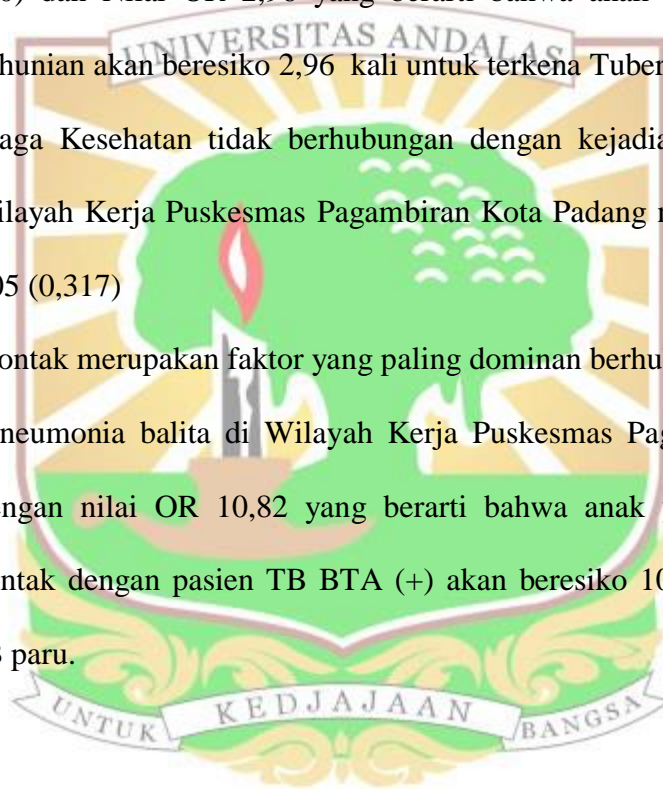 dan Nilai OR 2,96 yang berarti bahwa anak
UNIVERSITAS ANDALAS
hunian akan beresiko 2,96 kali untuk terkena Tuber
aga Kesehatan tidak berhubungan dengan kejadia
ilayah Kerja Puskesmas Pagambiran Kota Padang
05 (0,317)
ontak merupakan faktor yang paling dominan berhu
neumonia balita di Wilayah Kerja Puskesmas Pag
engan nilai OR 10,82 yang berarti bahwa anak
ntak dengan pasien TB BTA (+) akan beresiko 10
paru.
UNTUK KEDJAJAAN BANGSA